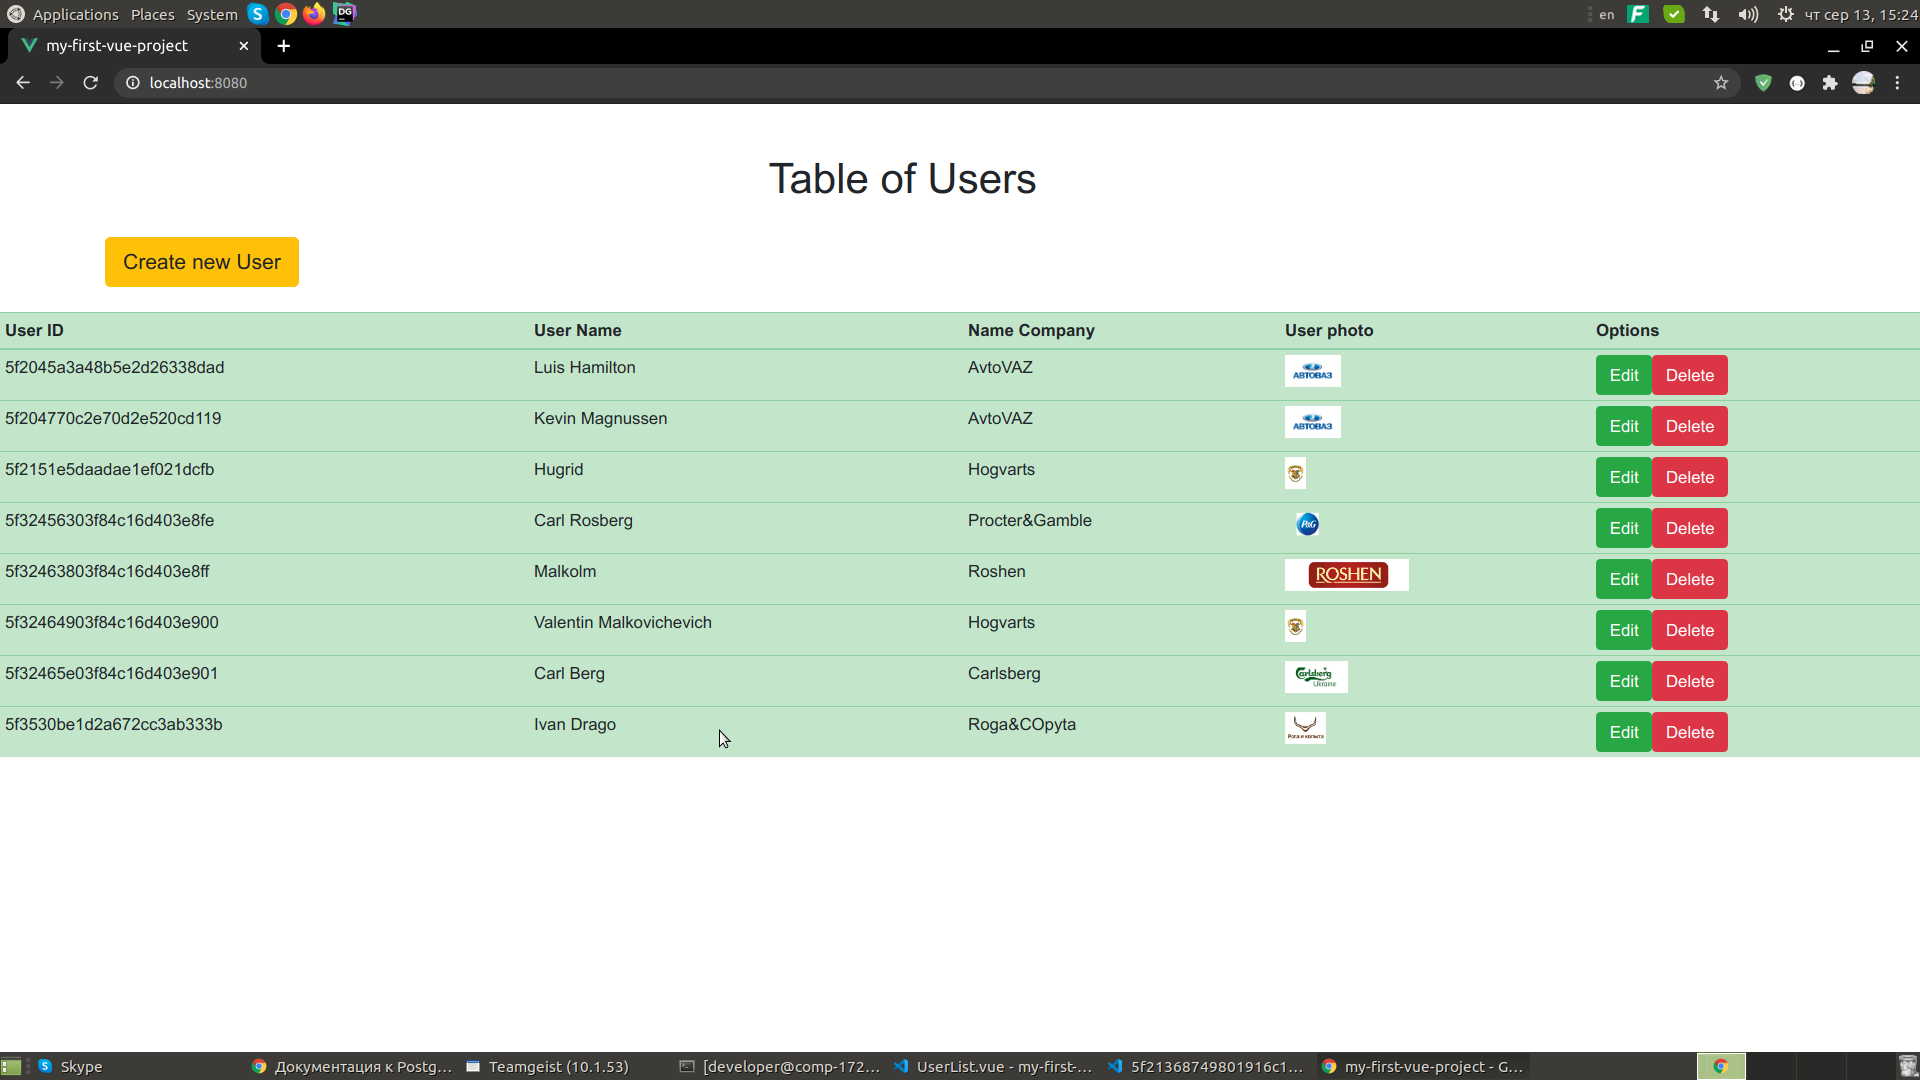 Applications Places System S DG en F чт сер 13, 15:24
my-first-vue-project
localhost:8080
Table of Users
Create new User
User ID User Name Name Company User photo Options
5f2045a3a48b5e2d26338dad Luis Hamilton AvtoVAZ АВТОВАЗ Edit Delete
5f204770c2e70d2e520cd119 Kevin Magnussen AvtoVAZ АВТОВАЗ Edit Delete
5f2151e5daadae1ef021dcfb Hugrid Hogvarts Edit Delete
5f32456303f84c16d403e8fe Carl Rosberg Procter&Gamble P&G Edit Delete
5f32463803f84c16d403e8ff Malkolm Roshen ROSHEN Edit Delete
5f32464903f84c16d403e900 Valentin Malkovichevich Hogvarts Edit Delete
5f32465e03f84c16d403e901 Carl Berg Carlsberg Carlsberg Ukraine Edit Delete
5f3530be1d2a672cc3ab333b Ivan Drago Roga&COpyta Рога и копыта Edit Delete
S Skype Документация к Postg... Teamgeist (10.1.53) [developer@comp-172... UserList.vue - my-first-... 5f21368749801916c1... my-first-vue-project - G...